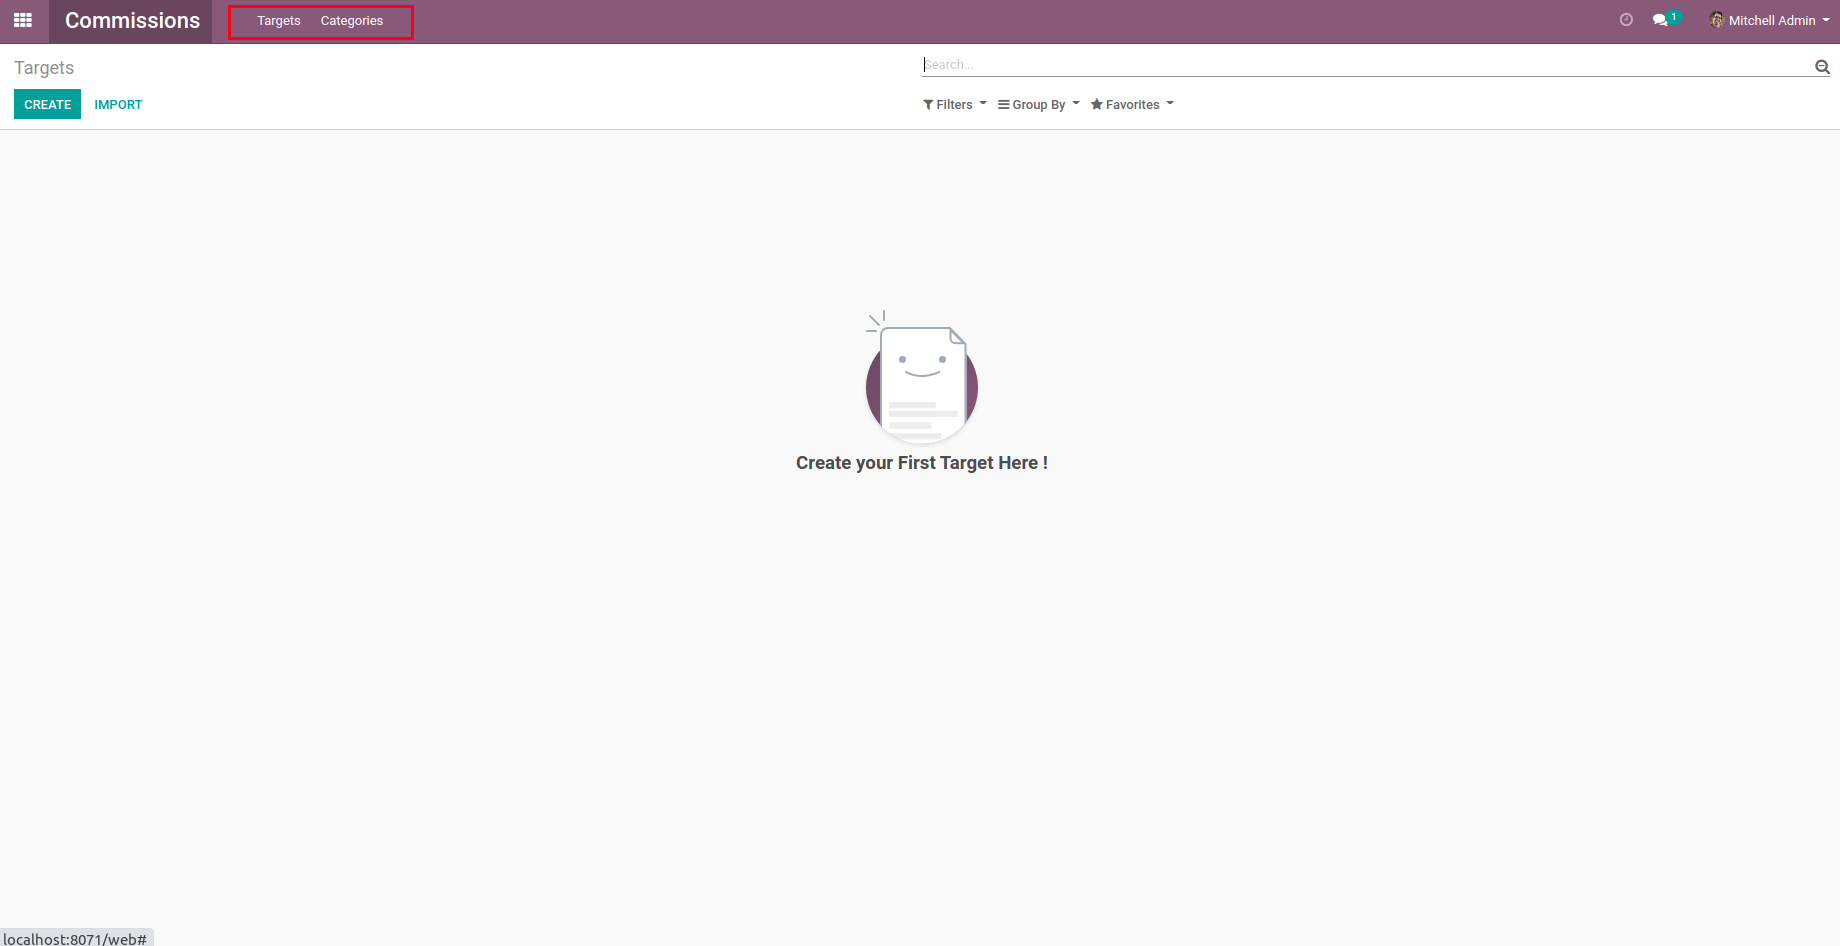 Commissions Targets Categories 1 Mitchell Admin
Targets
Search...
CREATE IMPORT
Filters Group By Favorites
Create your First Target Here !
localhost:8071/web#